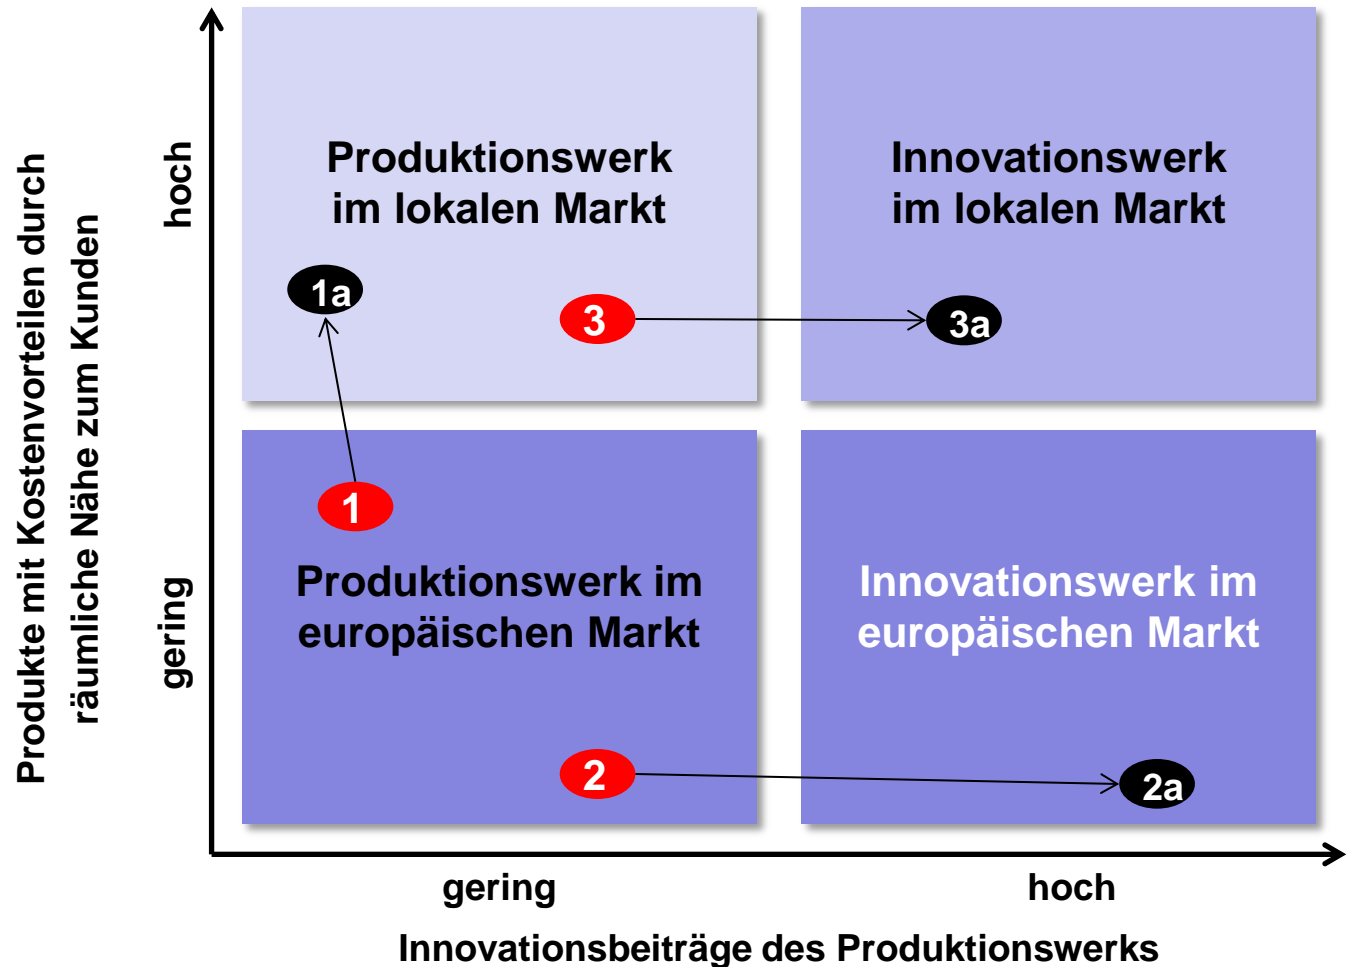 Produkte mit Kostenvorteilen durch
räumliche Nähe zum Kunden
hoch
gering
Produktionswerk
im lokalen Markt
Innovationswerk
im lokalen Markt
1a
3
3a
1
Produktionswerk im
europäischen Markt
Innovationswerk im
europäischen Markt
2
2a
gering
hoch
Innovationsbeiträge des Produktionswerks